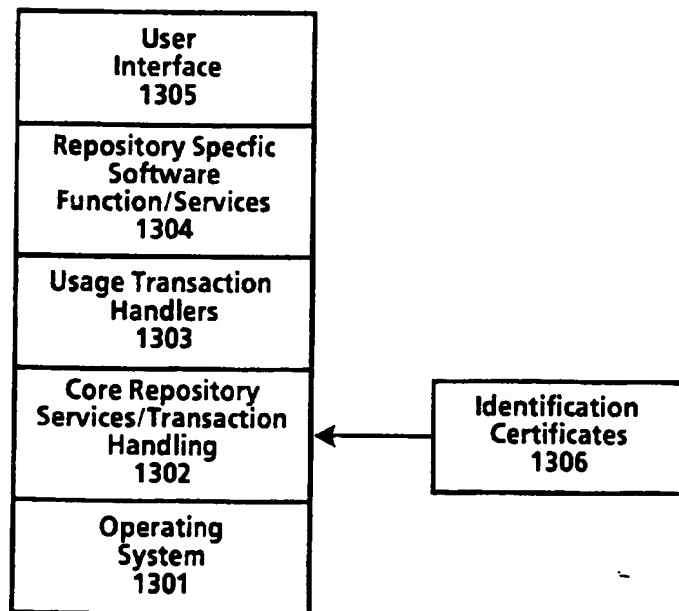 User
Interface
1305
Repository Specfic
Software
Function/Services
1304
Usage Transaction
Handlers
1303
Core Repository
Services/Transaction
Handling
1302
Operating
System
1301
Identification
Certificates
1306